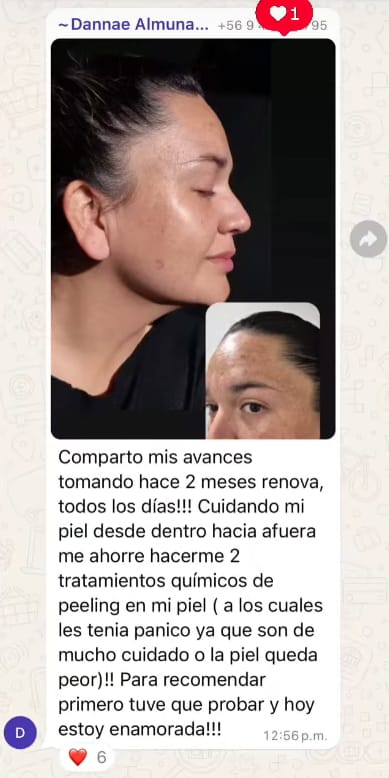 ~Dannae Almuna... +56 9 95
1
Comparto mis avances
tomando hace 2 meses renova,
todos los días!!! Cuidando mi
piel desde dentro hacia afuera
me ahorre hacerme 2
tratamientos químicos de
peeling en mi piel ( a los cuales
les tenia panico ya que son de
mucho cuidado o la piel queda
peor)!! Para recomendar
primero tuve que probar y hoy
estoy enamorada!!!
12:56 p.m.
D
6